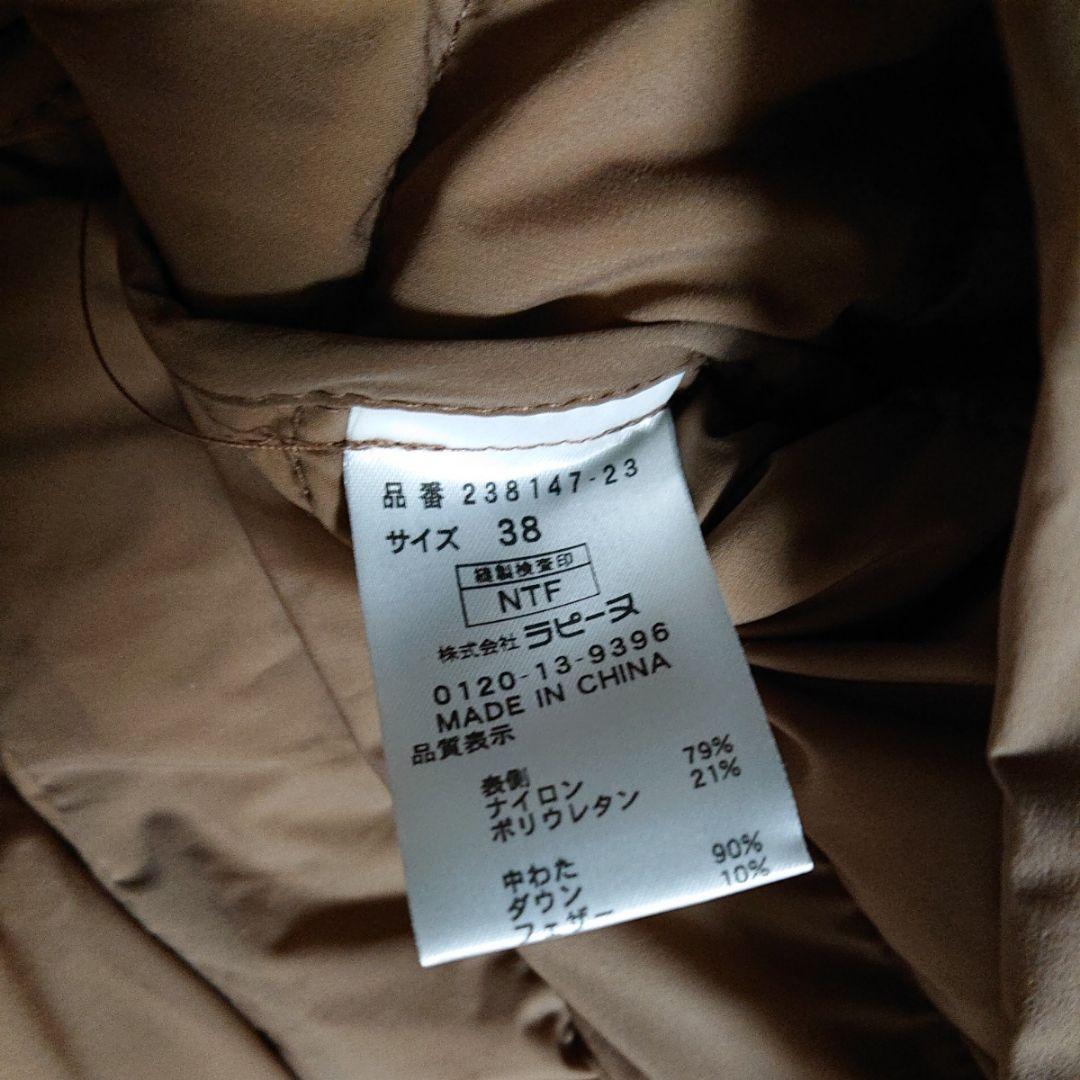 品番 238147-23
サイズ 38
縫製検査印
NTF
株式会社 ラピーヌ
0120-13-9396
MADE IN CHINA
品質表示
表側
ナイロン 79%
ポリウレタン 21%
中わた
ダウン 90%
フェザー 10%